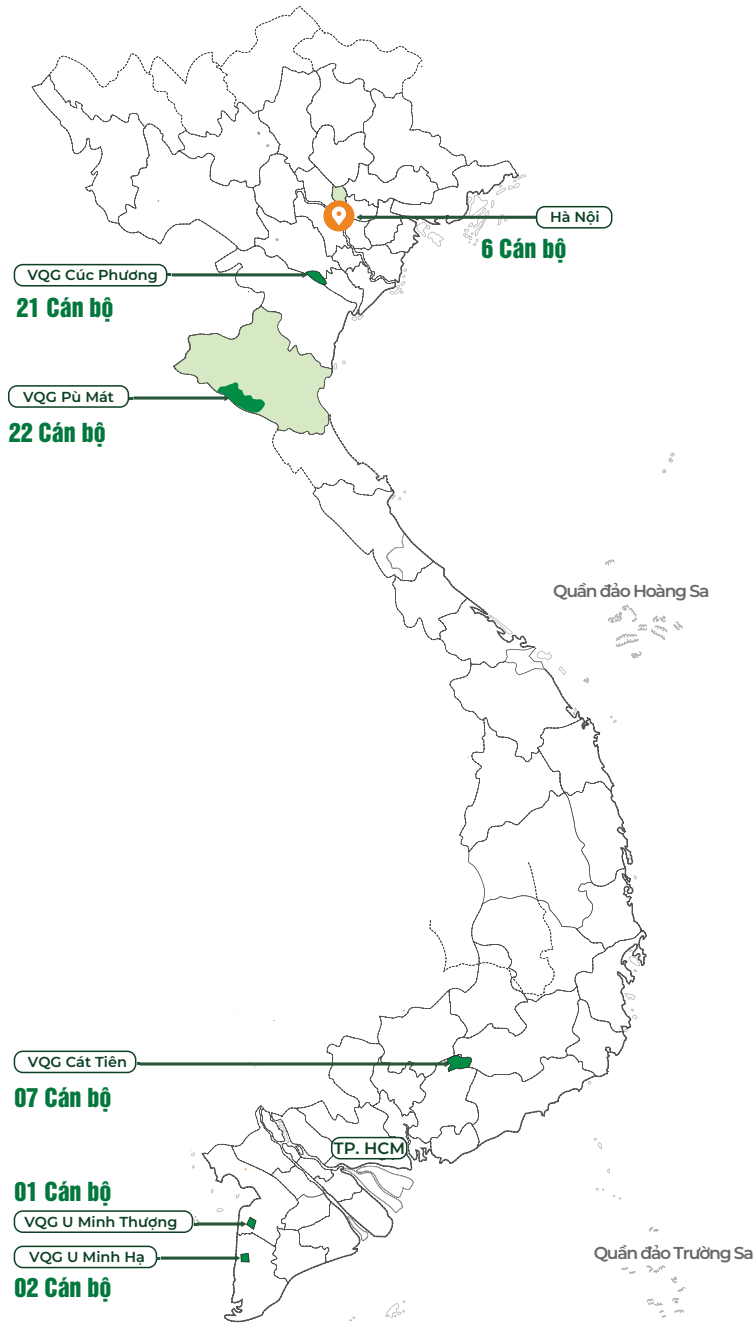 Hà Nội
6 Cán bộ
VQG Cúc Phương
21 Cán bộ
VQG Pù Mát
22 Cán bộ
Quần đảo Hoàng Sa
VQG Cát Tiên
07 Cán bộ
TP. HCM
01 Cán bộ
VQG U Minh Thượng
VQG U Minh Hạ
02 Cán bộ
Quần đảo Trường Sa